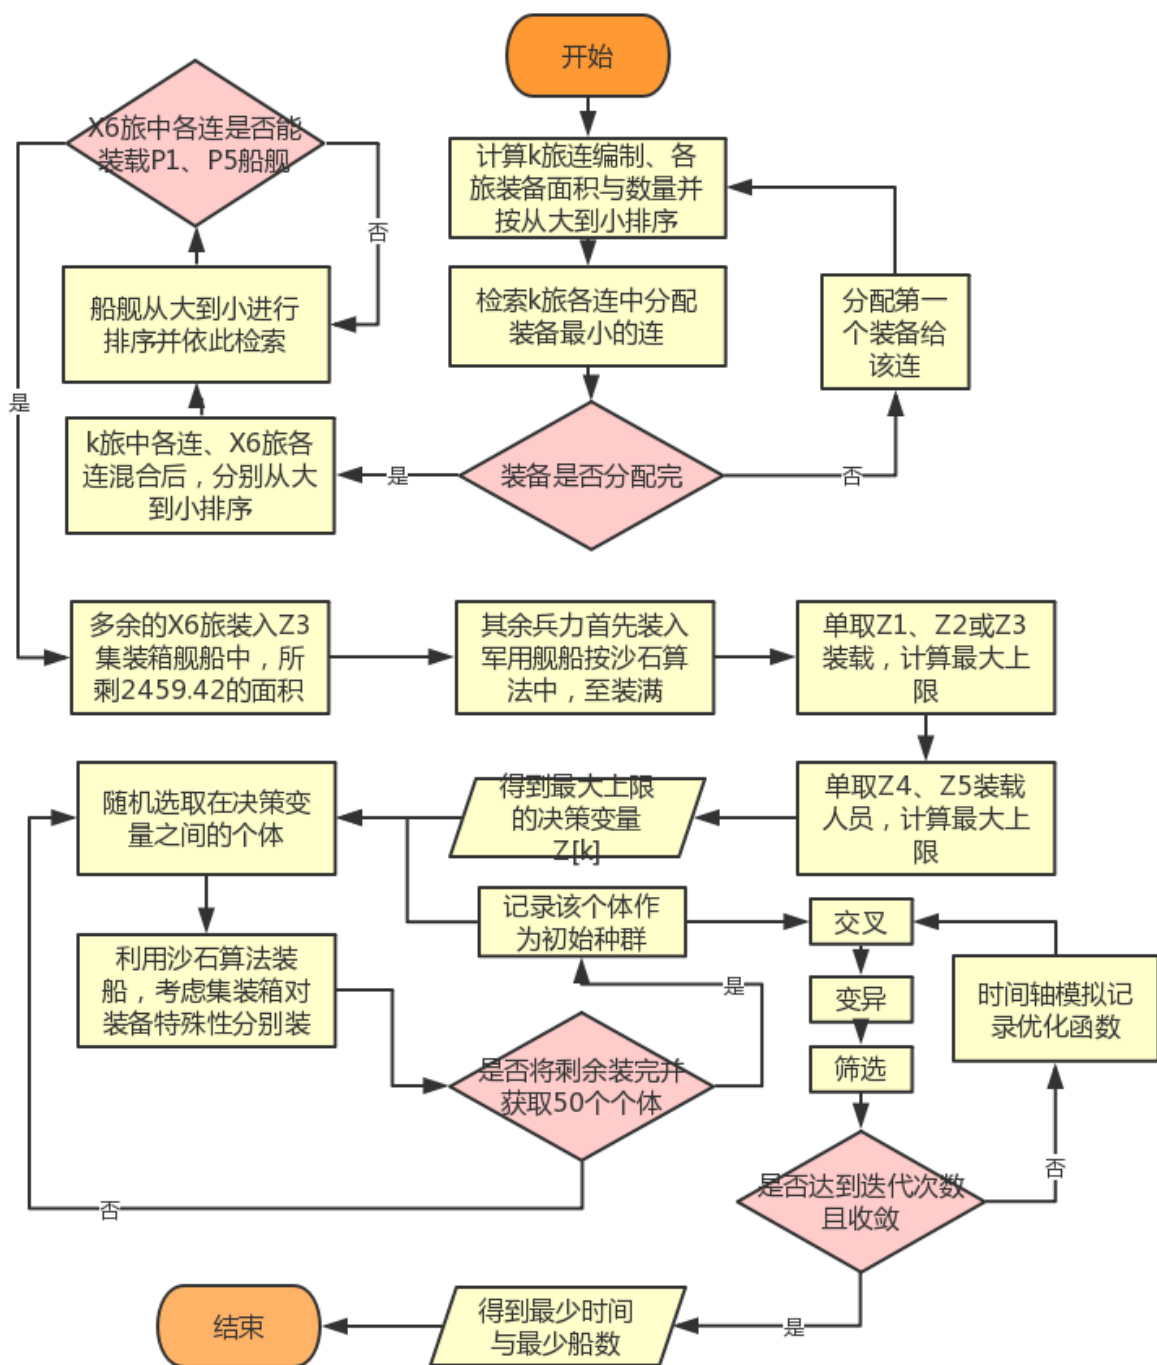 开始
计算k旅连编制、各
旅装备面积与数量并
按从大到小排序
检索k旅各连中分配
装备最小的连
分配第一
个装备给
该连
装备是否分配完
否
是
k旅中各连、X6旅各
连混合后，分别从大
到小排序
船舰从大到小进行
排序并依此检索
X6旅中各连是否能
装载P1、P5船舰
否
是
多余的X6旅装入Z3
集装箱舰船中，所
剩2459.42的面积
其余兵力首先装入
军用舰船按沙石算
法中，至装满
单取Z1、Z2或Z3
装载，计算最大上
限
单取Z4、Z5装载
人员，计算最大上
限
得到最大上限
的决策变量
Z[k]
随机选取在决策变
量之间的个体
利用沙石算法装
船，考虑集装箱对
装备特殊性分别装
是否将剩余装完并
获取50个个体
否
是
记录该个体作
为初始种群
交叉
变异
筛选
是否达到迭代次数
且收敛
否
时间轴模拟记
录优化函数
是
得到最少时间
与最少船数
结束